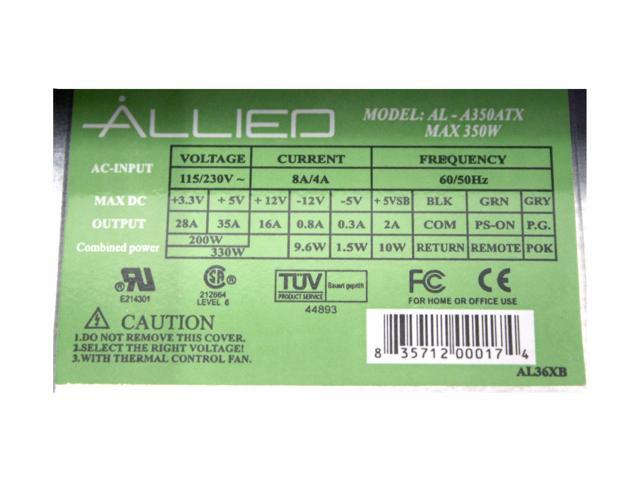 ALLIED
MODEL: AL - A350ATX
MAX 350W
AC-INPUT VOLTAGE CURRENT FREQUENCY
115/230V ~ 8A/4A 60/50Hz
MAX DC +3.3V +5V +12V -12V -5V +5VSB BLK GRN GRY
OUTPUT 28A 35A 16A 0.8A 0.3A 2A COM PS-ON P.G.
Combined power 200W 9.6W 1.5W 10W RETURN REMOTE POK
330W
E214301
SA
212664
LEVEL 6
TÜV
PRODUCT SERVICE
Bauart geprüft
44893
FC CE
FOR HOME OR OFFICE USE
CAUTION
1.DO NOT REMOVE THIS COVER.
2.SELECT THE RIGHT VOLTAGE!
3.WITH THERMAL CONTROL FAN.
8 35712 00017 4
AL36XB